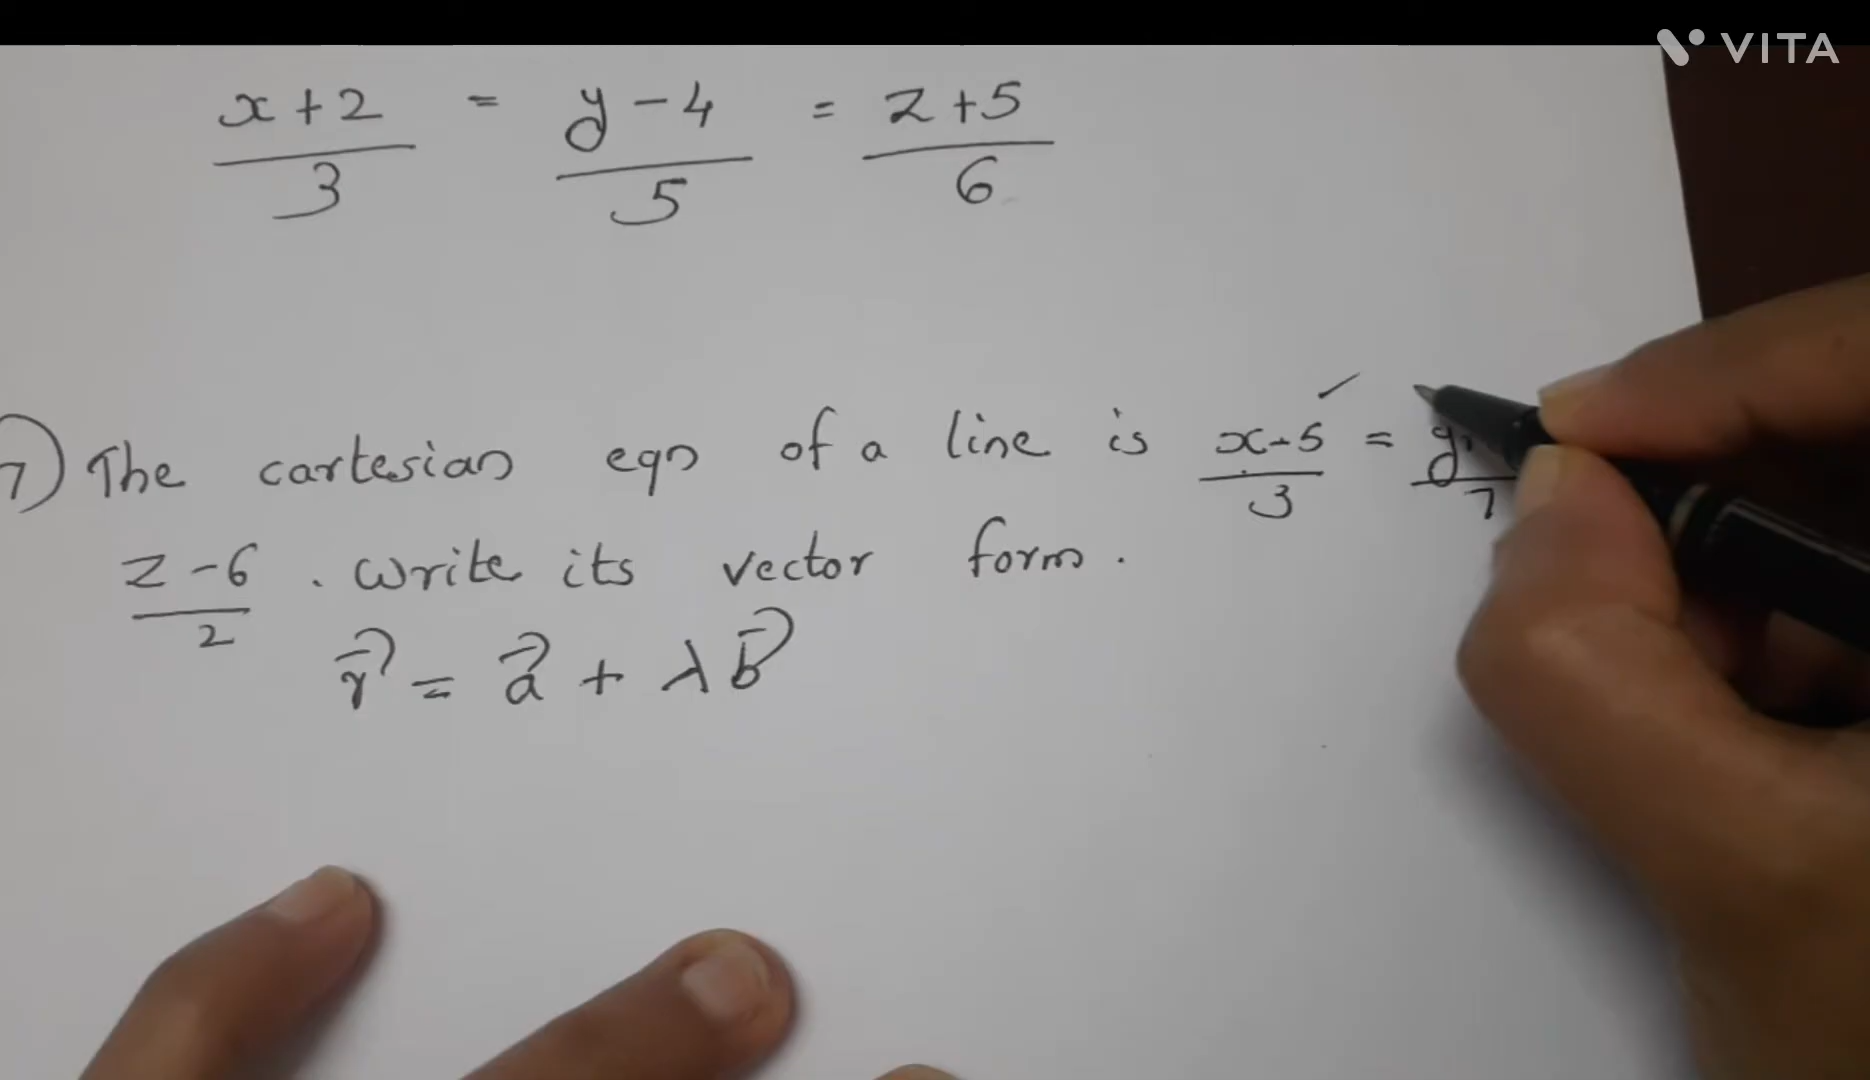 VITA
x+2/3 = y-4/5 = z+5/6
7) The cartesian eqn of a line is x-5/3 = y+ /7
z-6/2 . write its vector form.
r⃗ = a⃗ + λb⃗